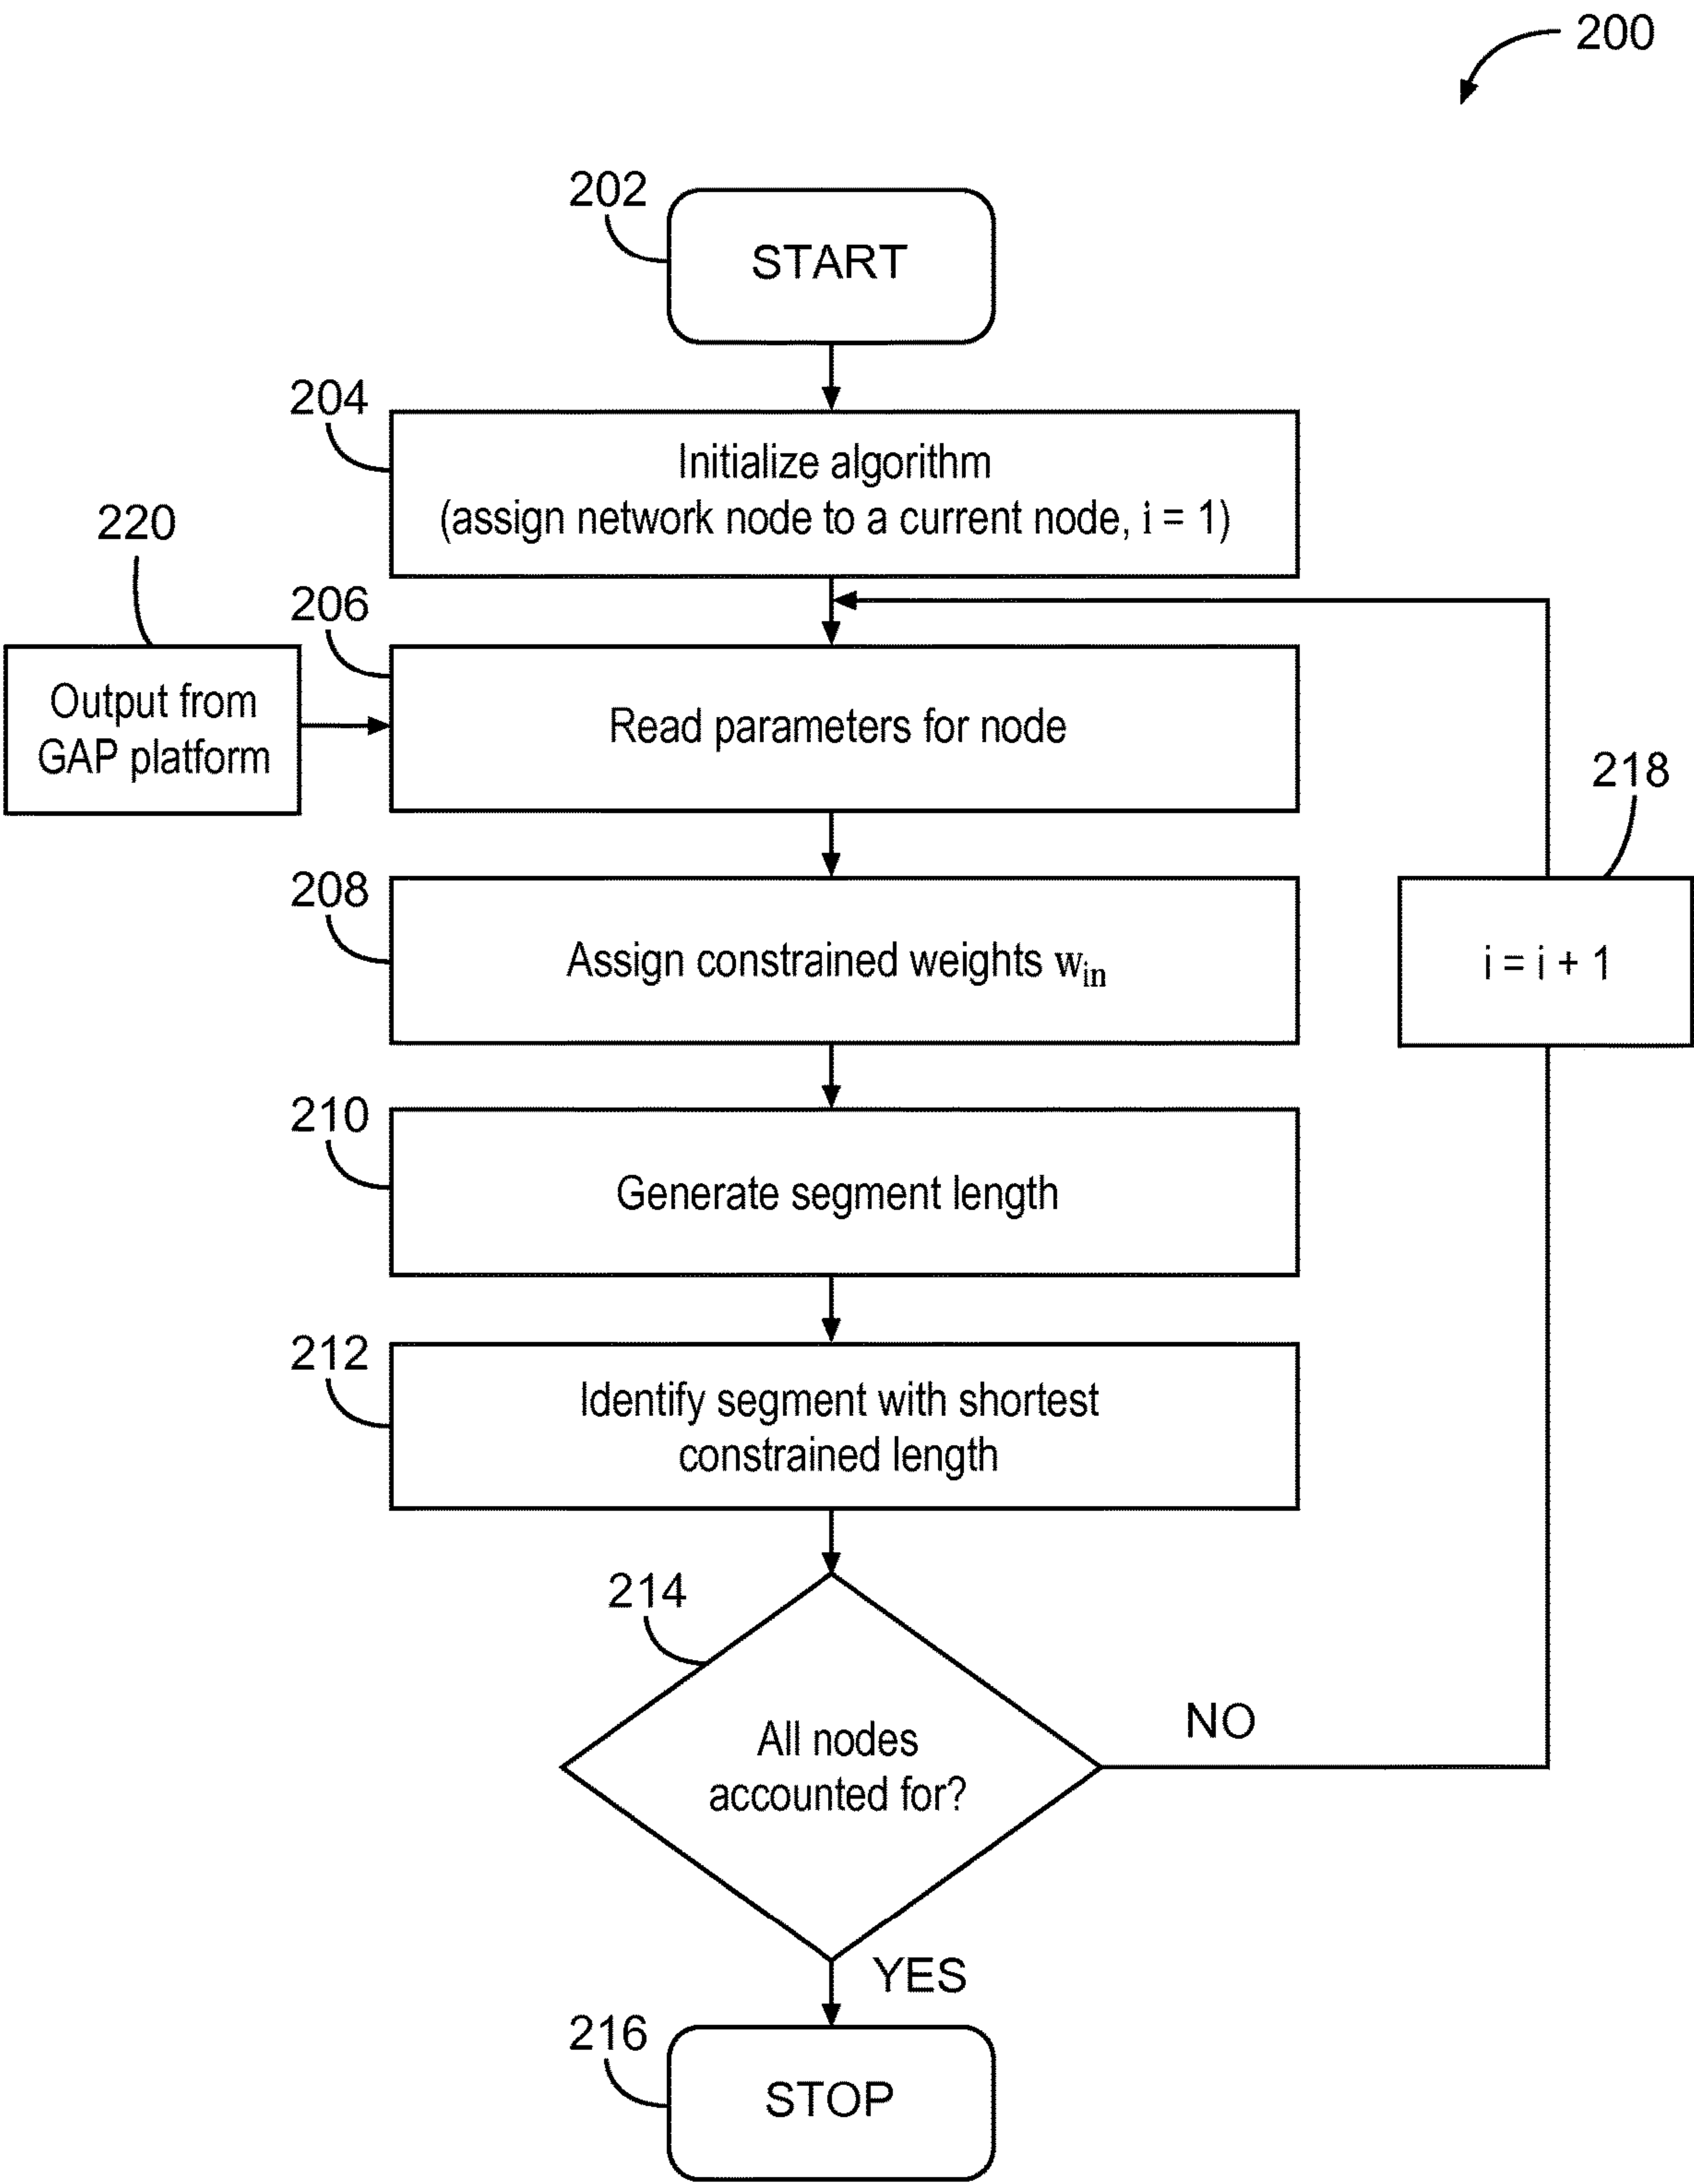 200
202
START
204
Initialize algorithm
(assign network node to a current node, i = 1)
220
206
Output from
GAP platform
Read parameters for node
218
208
Assign constrained weights win
i = i + 1
210
Generate segment length
212
Identify segment with shortest
constrained length
214
All nodes
accounted for?
NO
YES
216
STOP